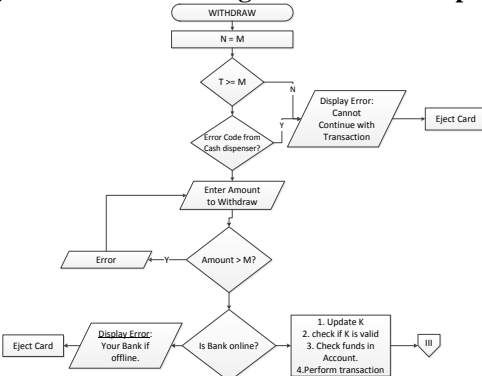 WITHDRAW
N = M
T >= M
N
Display Error:
Cannot
Continue with
Transaction
Eject Card
Y
Error Code from
Cash dispenser?
Enter Amount
to Withdraw
Error
Y
Amount > M?
Eject Card
Display Error:
Your Bank if
offline.
Is Bank online?
1. Update K
2. check if K is valid
3. Check funds in
Account.
4.Perform transaction
III